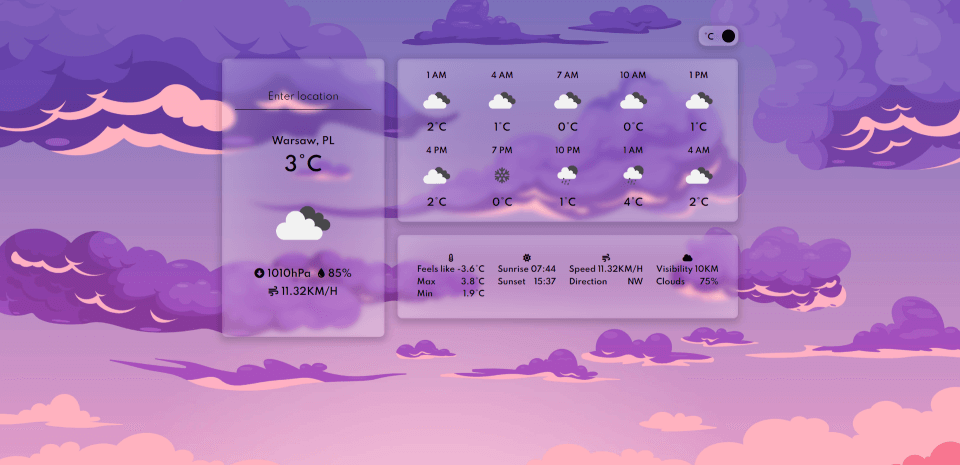 °C
Enter location
Warsaw, PL
3°C
1010hPa 85%
11.32KM/H
1 AM 4 AM 7 AM 10 AM 1 PM
2°C 1°C 0°C 0°C 1°C
4 PM 7 PM 10 PM 1 AM 4 AM
2°C 0°C 1°C 4°C 2°C
Feels like -3.6°C
Max 3.8°C
Min 1.9°C
Sunrise 07:44
Sunset 15:37
Speed 11.32KM/H
Direction NW
Visibility 10KM
Clouds 75%